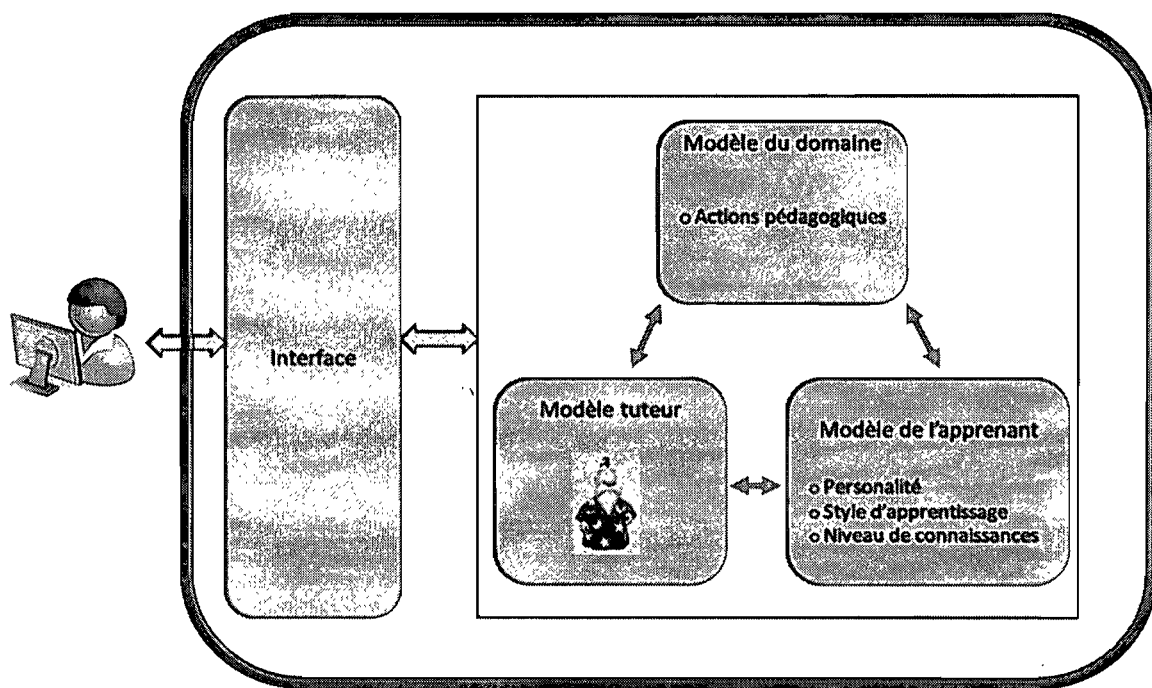 Modèle du domaine
o Actions pédagogiques
Interface
Modèle tuteur
Modèle de l'apprenant
o Personalité
o Style d'apprentissage
o Niveau de connaissances